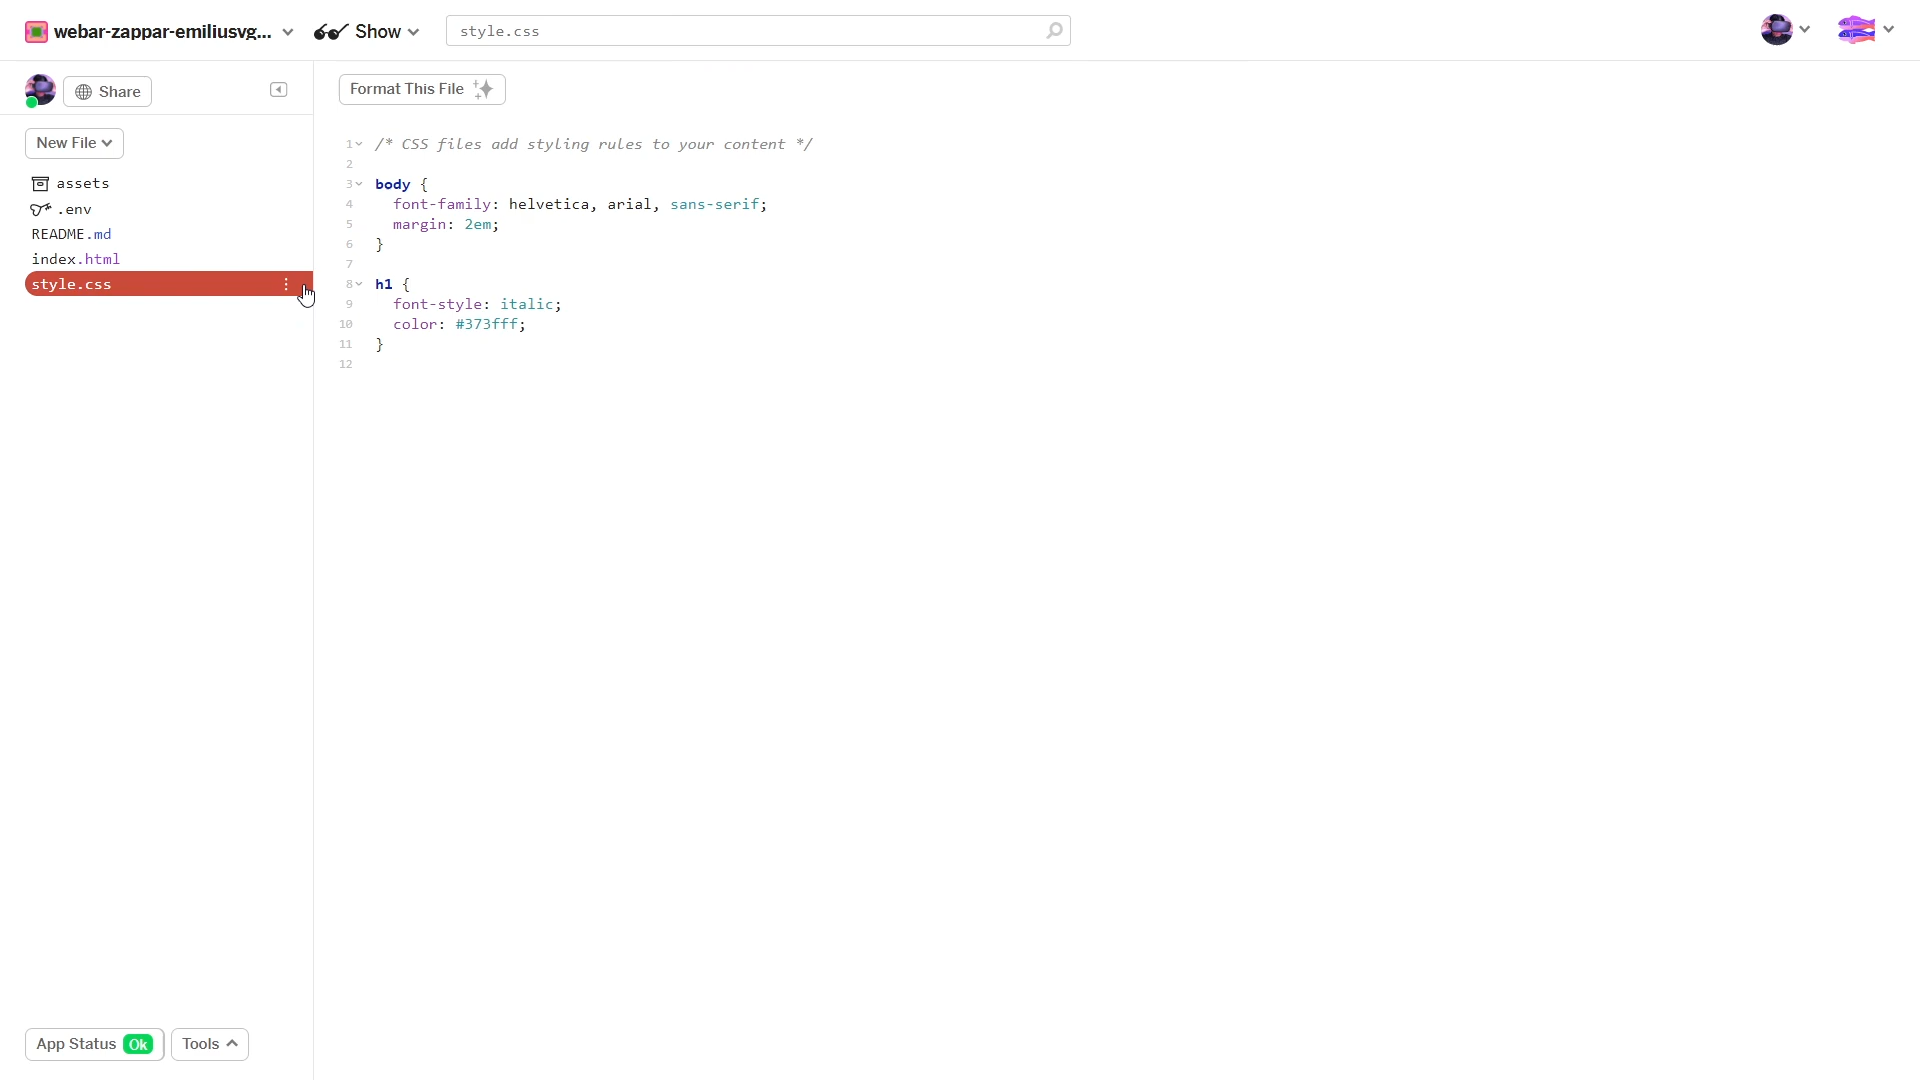 webar-zappar-emiliusvg... Show style.css
Share
Format This File
New File
assets
.env
README.md
index.html
style.css
1 /* CSS files add styling rules to your content */
2
3 body {
4 font-family: helvetica, arial, sans-serif;
5 margin: 2em;
6 }
7
8 h1 {
9 font-style: italic;
10 color: #373fff;
11 }
12
App Status Ok Tools